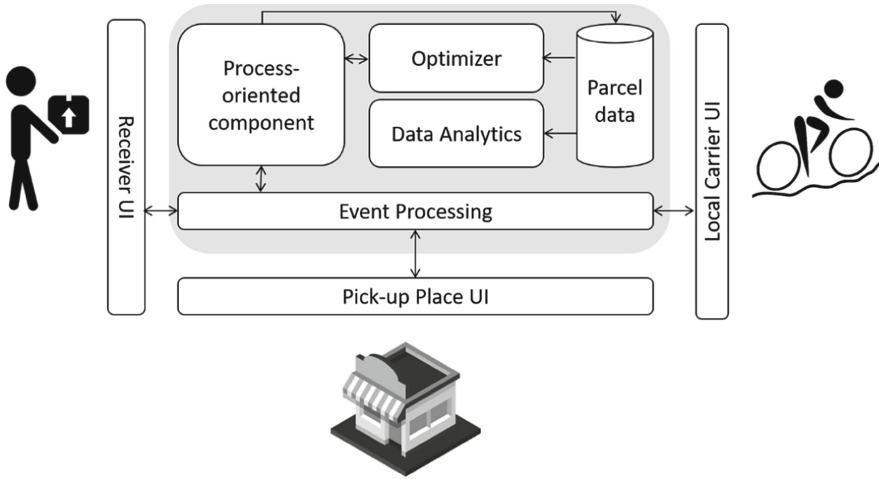 Receiver UI
Process-
oriented
component
Optimizer
Data Analytics
Parcel
data
Event Processing
Local Carrier UI
Pick-up Place UI